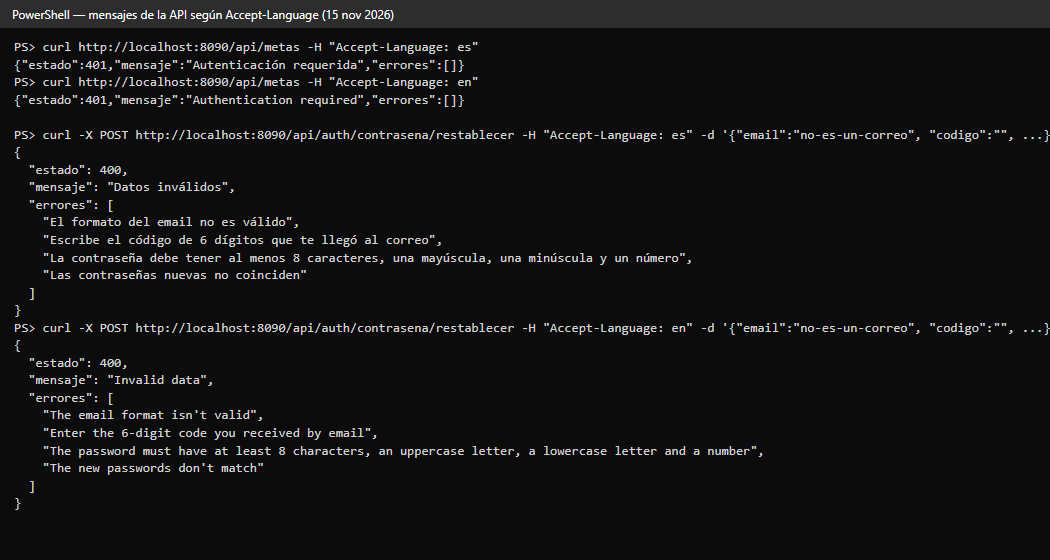 PowerShell — mensajes de la API según Accept-Language (15 nov 2026)
PS> curl http://localhost:8090/api/metas -H "Accept-Language: es"
{"estado":401,"mensaje":"Autenticación requerida","errores":[]}
PS> curl http://localhost:8090/api/metas -H "Accept-Language: en"
{"estado":401,"mensaje":"Authentication required","errores":[]}
PS> curl -X POST http://localhost:8090/api/auth/contrasena/restablecer -H "Accept-Language: es" -d '{"email":"no-es-un-correo", "codigo":"", ...}
{
  "estado": 400,
  "mensaje": "Datos inválidos",
  "errores": [
    "El formato del email no es válido",
    "Escribe el código de 6 dígitos que te llegó al correo",
    "La contraseña debe tener al menos 8 caracteres, una mayúscula, una minúscula y un número",
    "Las contraseñas nuevas no coinciden"
  ]
}
PS> curl -X POST http://localhost:8090/api/auth/contrasena/restablecer -H "Accept-Language: en" -d '{"email":"no-es-un-correo", "codigo":"", ...}
{
  "estado": 400,
  "mensaje": "Invalid data",
  "errores": [
    "The email format isn't valid",
    "Enter the 6-digit code you received by email",
    "The password must have at least 8 characters, an uppercase letter, a lowercase letter and a number",
    "The new passwords don't match"
  ]
}